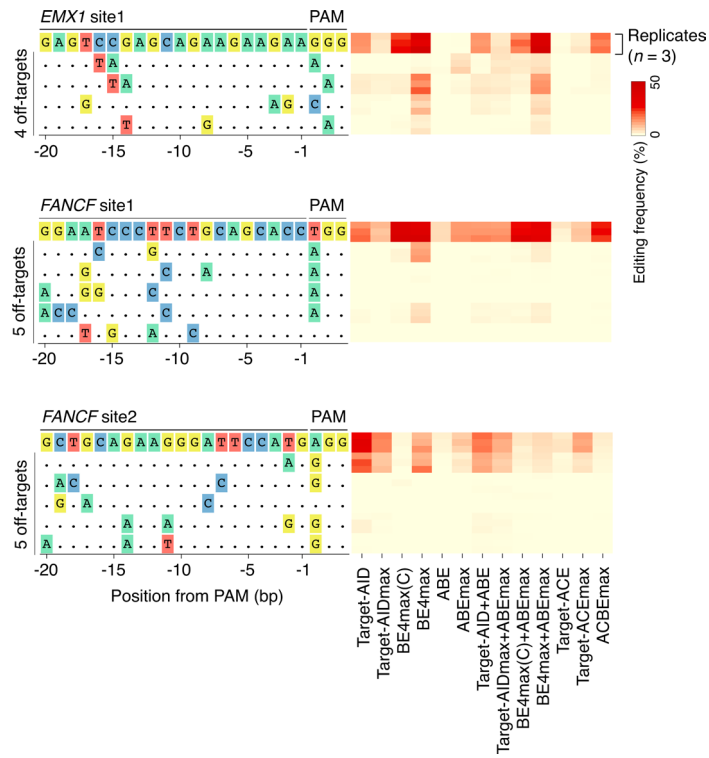 EMX1 site1 PAM
G A G T C C G A G C A G A A G A A G A A G G G
. . . . T A . . . . . . . . . . . . . . A . .
. . . . . T A . . . . . . . . . . . . . . A .
. . . G . . . . . . . . . . . . . A G . C . .
. . . . . . T . . . . . G . . . . . . . . A .
4 off-targets
-20 -15 -10 -5 -1
Replicates
(n = 3)
50
0
Editing frequency (%)
FANCF site1 PAM
G G A A T C C C T T C T G C A G C A C C T G G
. . . . C . . . G . . . . . . . . . . . A . .
. . . G . . . . . C . . A . . . . . . . A . .
A . . G G . . . C . . . . . . . . . . . A . .
A C C . . . . . . C . . . . . . . . . . A . .
. . . T . G . . A . . C . . . . . . . . . . .
5 off-targets
-20 -15 -10 -5 -1
FANCF site2 PAM
G C T G C A G A A G G G A T T C C A T G A G G
. . . . . . . . . . . . . . . . . . A . G . .
. A C . . . . . . . . . . C . . . . . . G . .
. G . A . . . . . . . . C . . . . . . . . . .
. . . . . . A . . A . . . . . . . . G . G . .
A . . . . . A . . T . . . . . . . . . . G . .
5 off-targets
-20 -15 -10 -5 -1
Position from PAM (bp)
Target-AID
Target-AIDmax
BE4max(C)
BE4max
ABE
ABEmax
Target-AID+ABE
Target-AIDmax+ABEmax
BE4max(C)+ABEmax
BE4max+ABEmax
Target-ACE
Target-ACEmax
ACBEmax